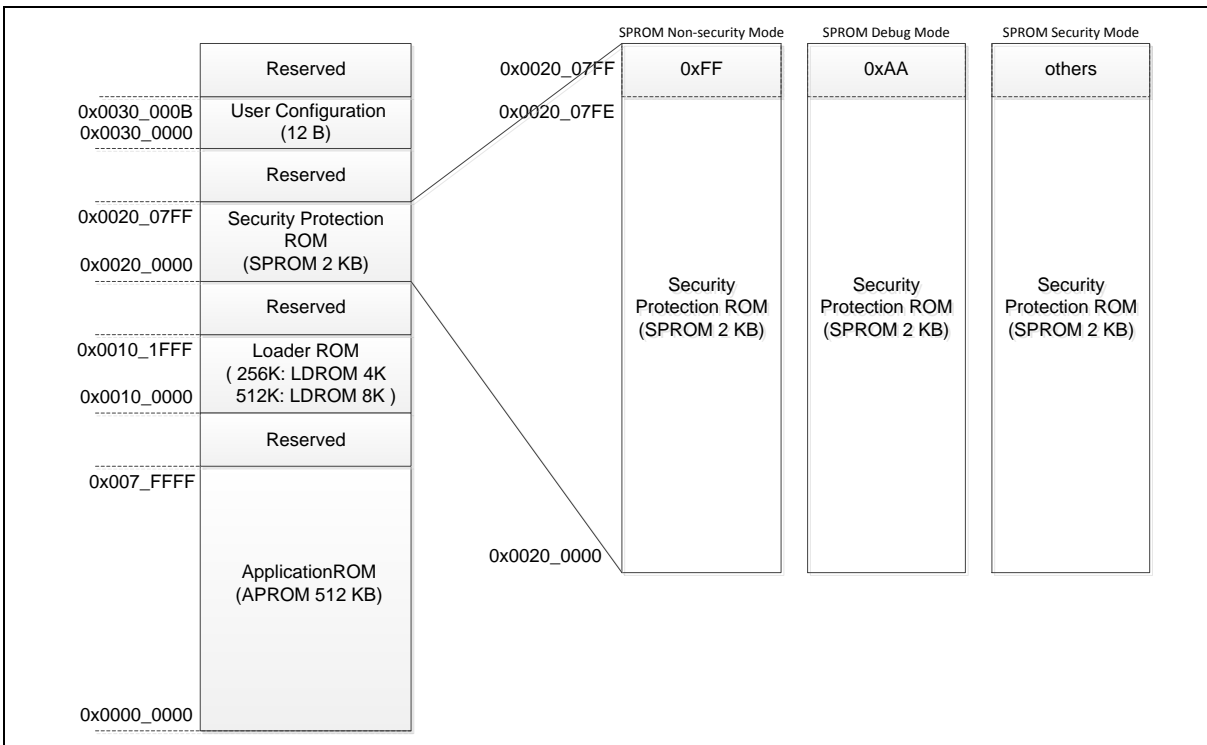 SPROM Non-security Mode
SPROM Debug Mode
SPROM Security Mode
Reserved
0x0020_07FF
0xFF
0xAA
others
0x0030_000B
User Configuration
0x0020_07FE
0x0030_0000
(12 B)
Reserved
0x0020_07FF
Security Protection
ROM
0x0020_0000
(SPROM 2 KB)
Security
Protection ROM
(SPROM 2 KB)
Security
Protection ROM
(SPROM 2 KB)
Security
Protection ROM
(SPROM 2 KB)
Reserved
0x0010_1FFF
Loader ROM
( 256K: LDROM 4K
0x0010_0000
512K: LDROM 8K )
Reserved
0x007_FFFF
0x0020_0000
ApplicationROM
(APROM 512 KB)
0x0000_0000